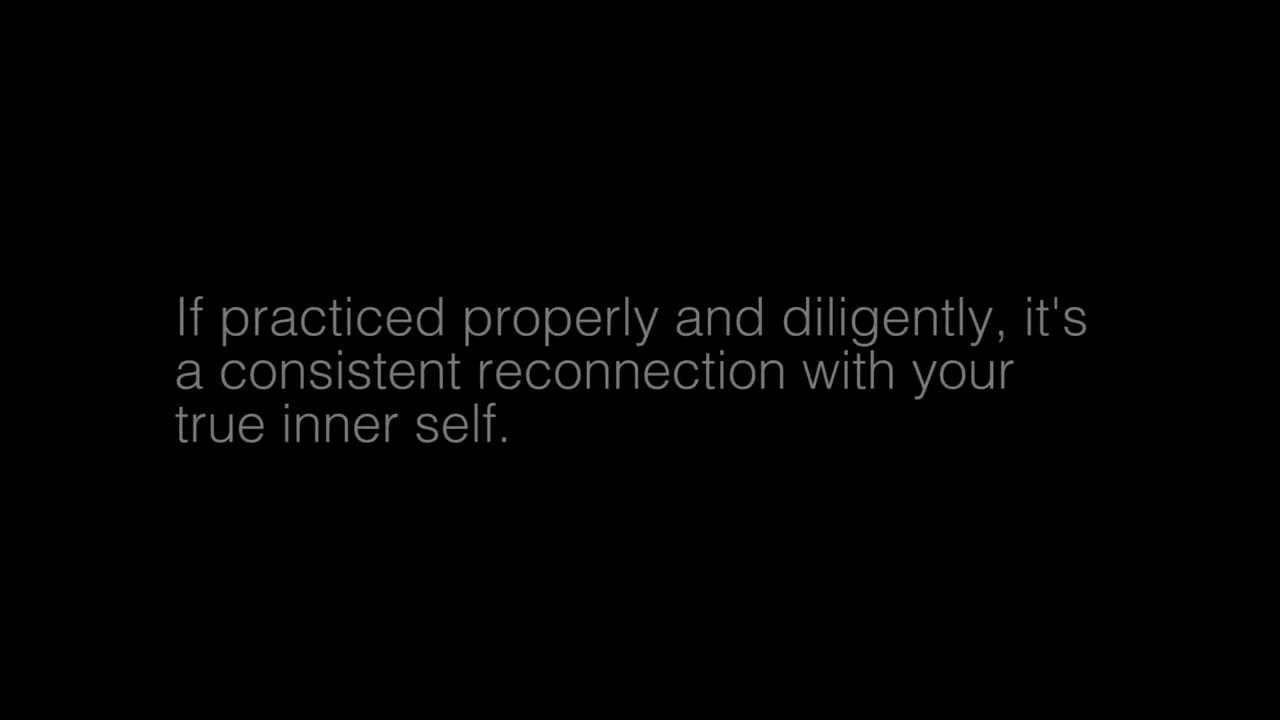 If practiced properly and diligently, it's
a consistent reconnection with your
true inner self.